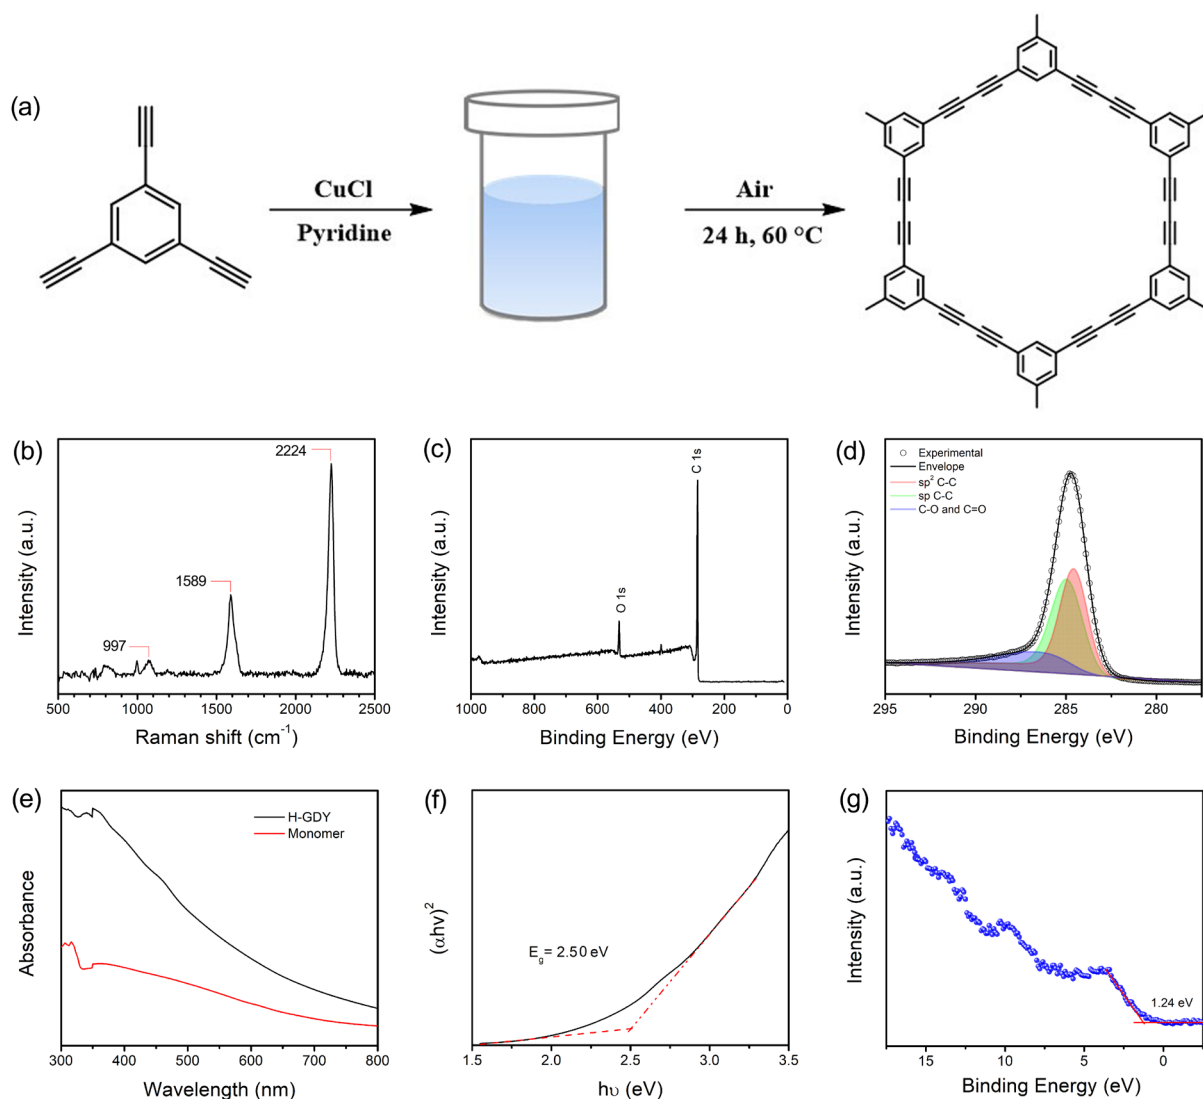 (a)
CuCl
Pyridine
Air
24 h, 60 °C
(b)
2224
1589
997
500 1000 1500 2000 2500
Raman shift (cm⁻¹)
Intensity (a.u.)
(c)
C 1s
O 1s
1000 800 600 400 200 0
Binding Energy (eV)
Intensity (a.u.)
(d)
Experimental
Envelope
sp² C-C
sp C-C
C-O and C=O
295 290 285 280
Binding Energy (eV)
Intensity (a.u.)
(e)
H-GDY
Monomer
300 400 500 600 700 800
Wavelength (nm)
Absorbance
(f)
E_g = 2.50 eV
1.5 2.0 2.5 3.0 3.5
hυ (eV)
(αhν)²
(g)
1.24 eV
15 10 5 0
Binding Energy (eV)
Intensity (a.u.)